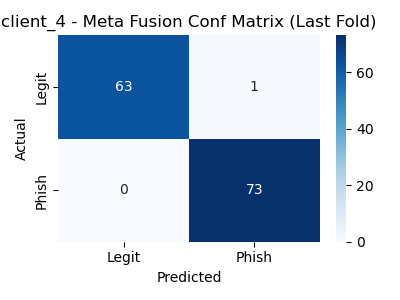 client_4 - Meta Fusion Conf Matrix (Last Fold)
Actual
Legit
63
1
Phish
0
73
Legit
Phish
Predicted
60
40
20
0